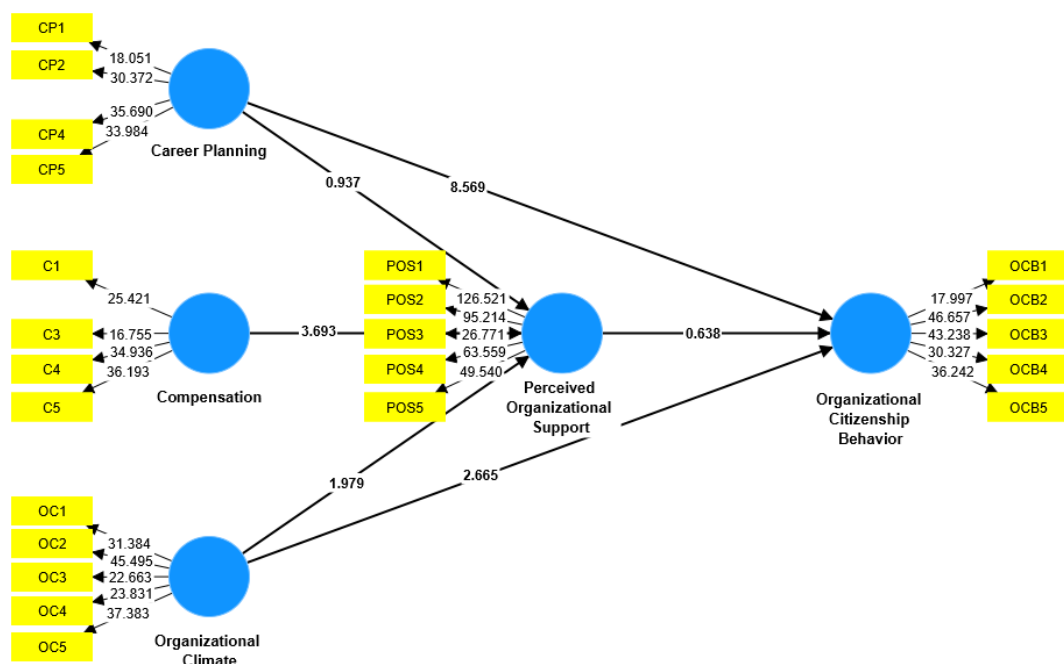 CP1
CP2
CP4
CP5
18.051
30.372
35.690
33.984
Career Planning
0.937
8.569
C1
C3
C4
C5
25.421
16.755
34.936
36.193
Compensation
3.693
POS1
POS2
POS3
POS4
POS5
126.521
95.214
26.771
63.559
49.540
Perceived
Organizational
Support
0.638
OCB1
OCB2
OCB3
OCB4
OCB5
17.997
46.657
43.238
30.327
36.242
Organizational
Citizenship
Behavior
1.979
2.665
OC1
OC2
OC3
OC4
OC5
31.384
45.495
22.663
23.831
37.383
Organizational
Climate